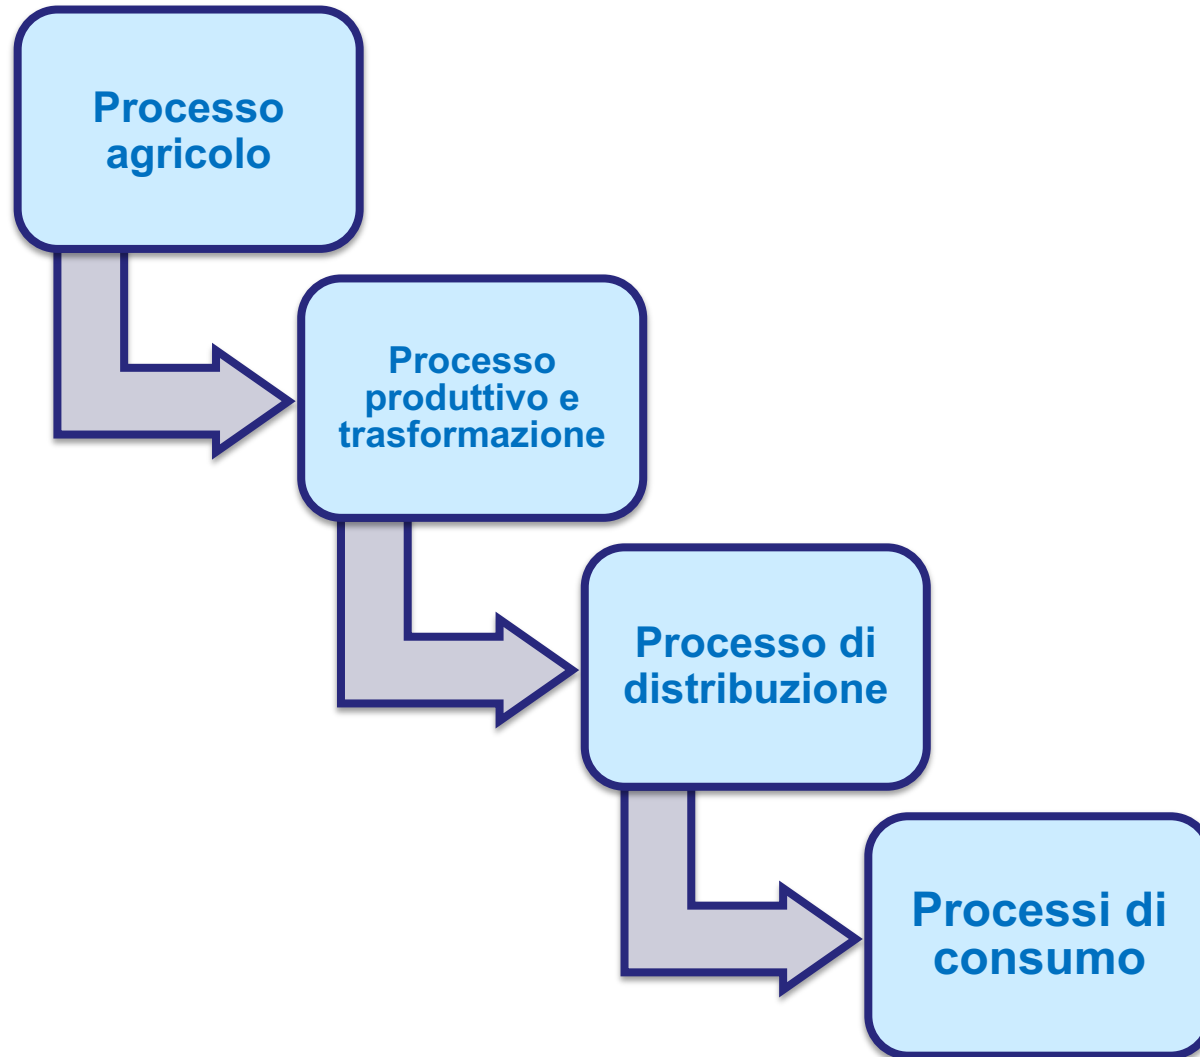 Processo
agricolo
Processo
produttivo e
trasformazione
Processo di
distribuzione
Processi di
consumo